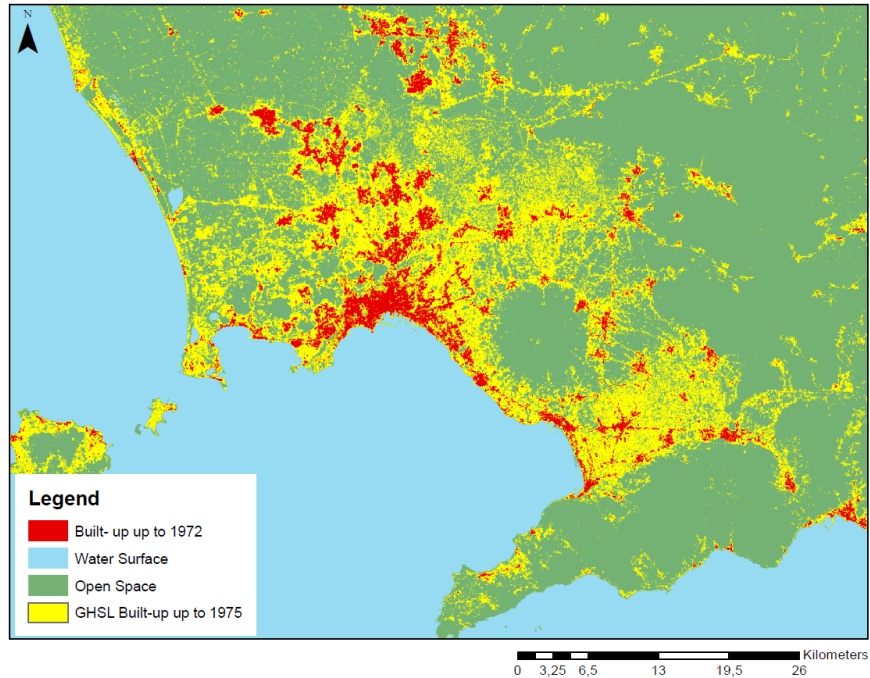 N
Legend
Built- up up to 1972
Water Surface
Open Space
GHSL Built-up up to 1975
Kilometers
0 3,25 6,5 13 19,5 26